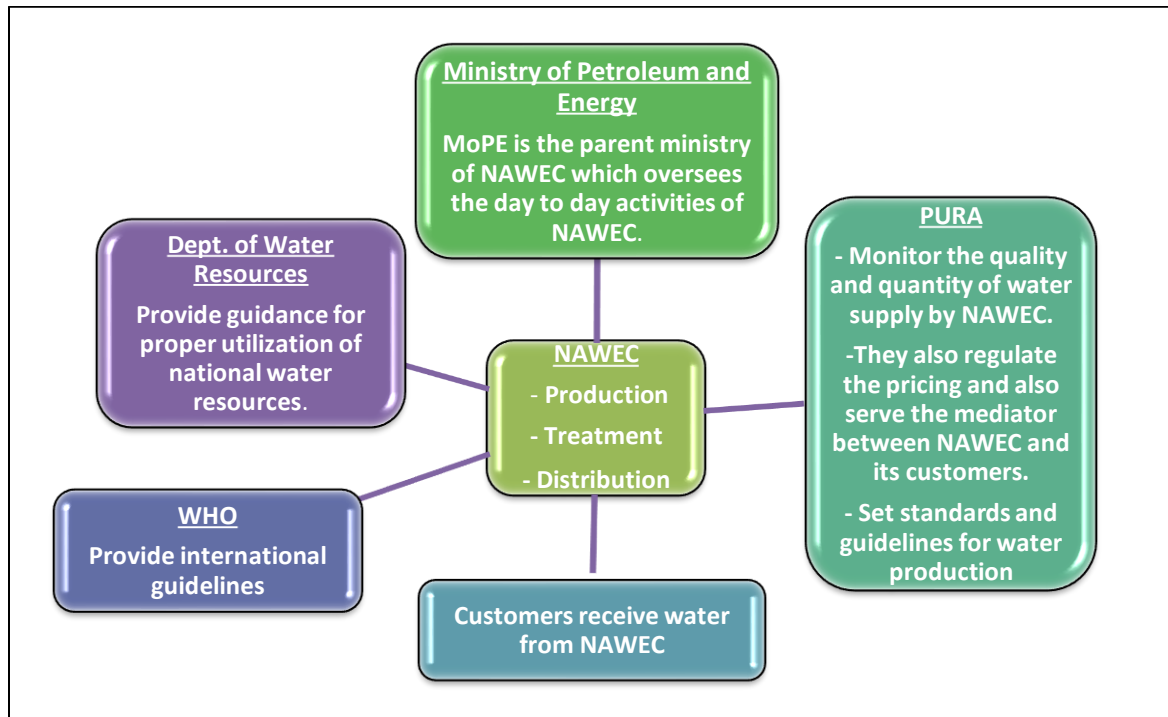 Ministry of Petroleum and
Energy
MoPE is the parent ministry
of NAWEC which oversees
the day to day activities of
NAWEC.
Dept. of Water
Resources
Provide guidance for
proper utilization of
national water
resources.
PURA
- Monitor the quality
and quantity of water
supply by NAWEC.
-They also regulate
the pricing and also
serve the mediator
between NAWEC and
its customers.
- Set standards and
guidelines for water
production
NAWEC
- Production
- Treatment
- Distribution
WHO
Provide international
guidelines
Customers receive water
from NAWEC